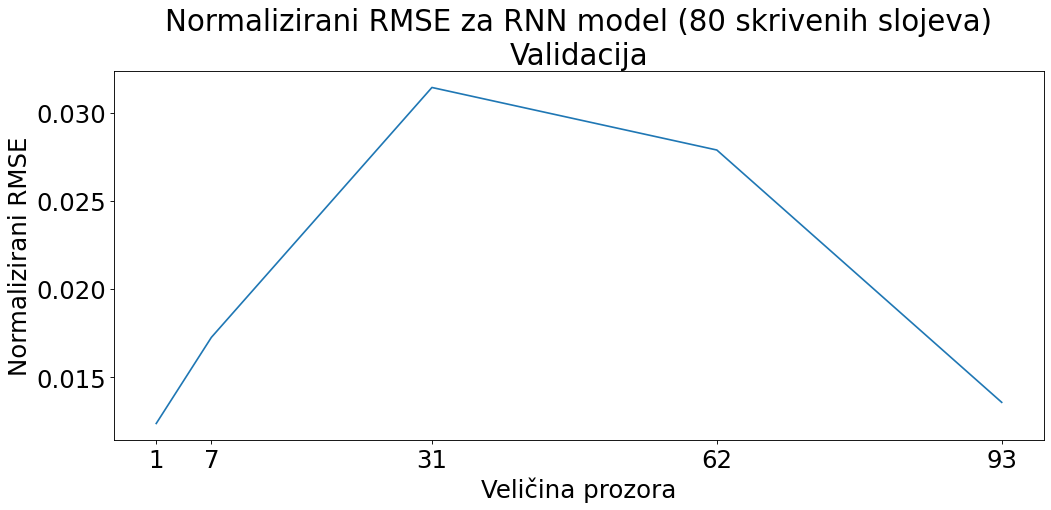 Normalizirani RMSE za RNN model (80 skrivenih slojeva)
Validacija
Normalizirani RMSE
0.030
0.025
0.020
0.015
1 7 31 62 93
Veličina prozora